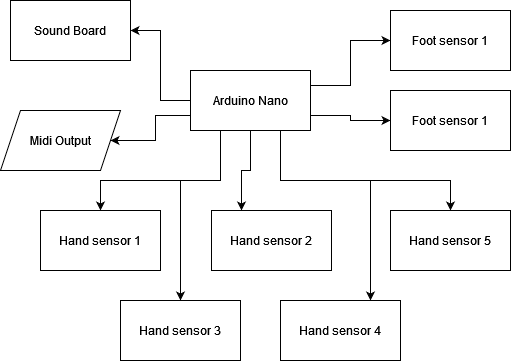 Sound Board
Foot sensor 1
Arduino Nano
Foot sensor 1
Midi Output
Hand sensor 1
Hand sensor 2
Hand sensor 5
Hand sensor 3
Hand sensor 4